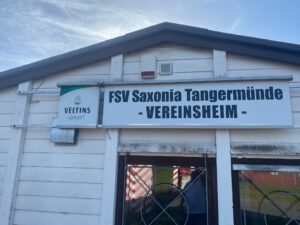 VELTINS
FSV Saxonia Tangermünde
- VEREINSHEIM -